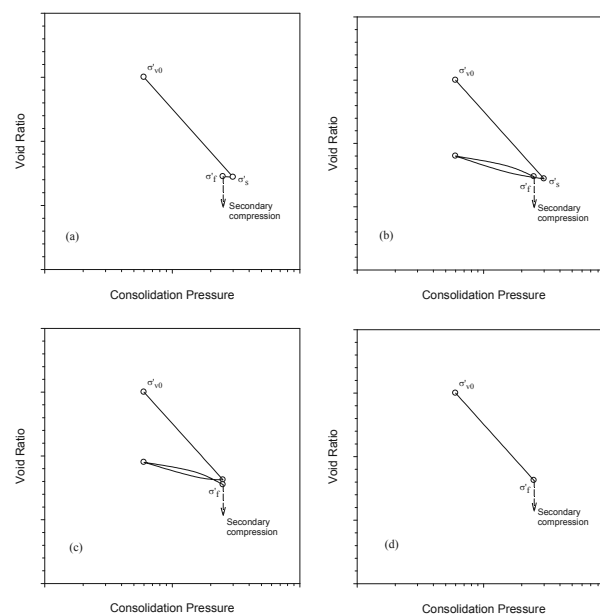 Void Ratio
σ'v0
σ'f
σ's
Secondary
compression
(a)
Consolidation Pressure
Void Ratio
σ'v0
σ'f
σ's
Secondary
compression
(b)
Consolidation Pressure
Void Ratio
σ'v0
σ'f
Secondary
compression
(c)
Consolidation Pressure
Void Ratio
σ'v0
σ'f
Secondary
compression
(d)
Consolidation Pressure